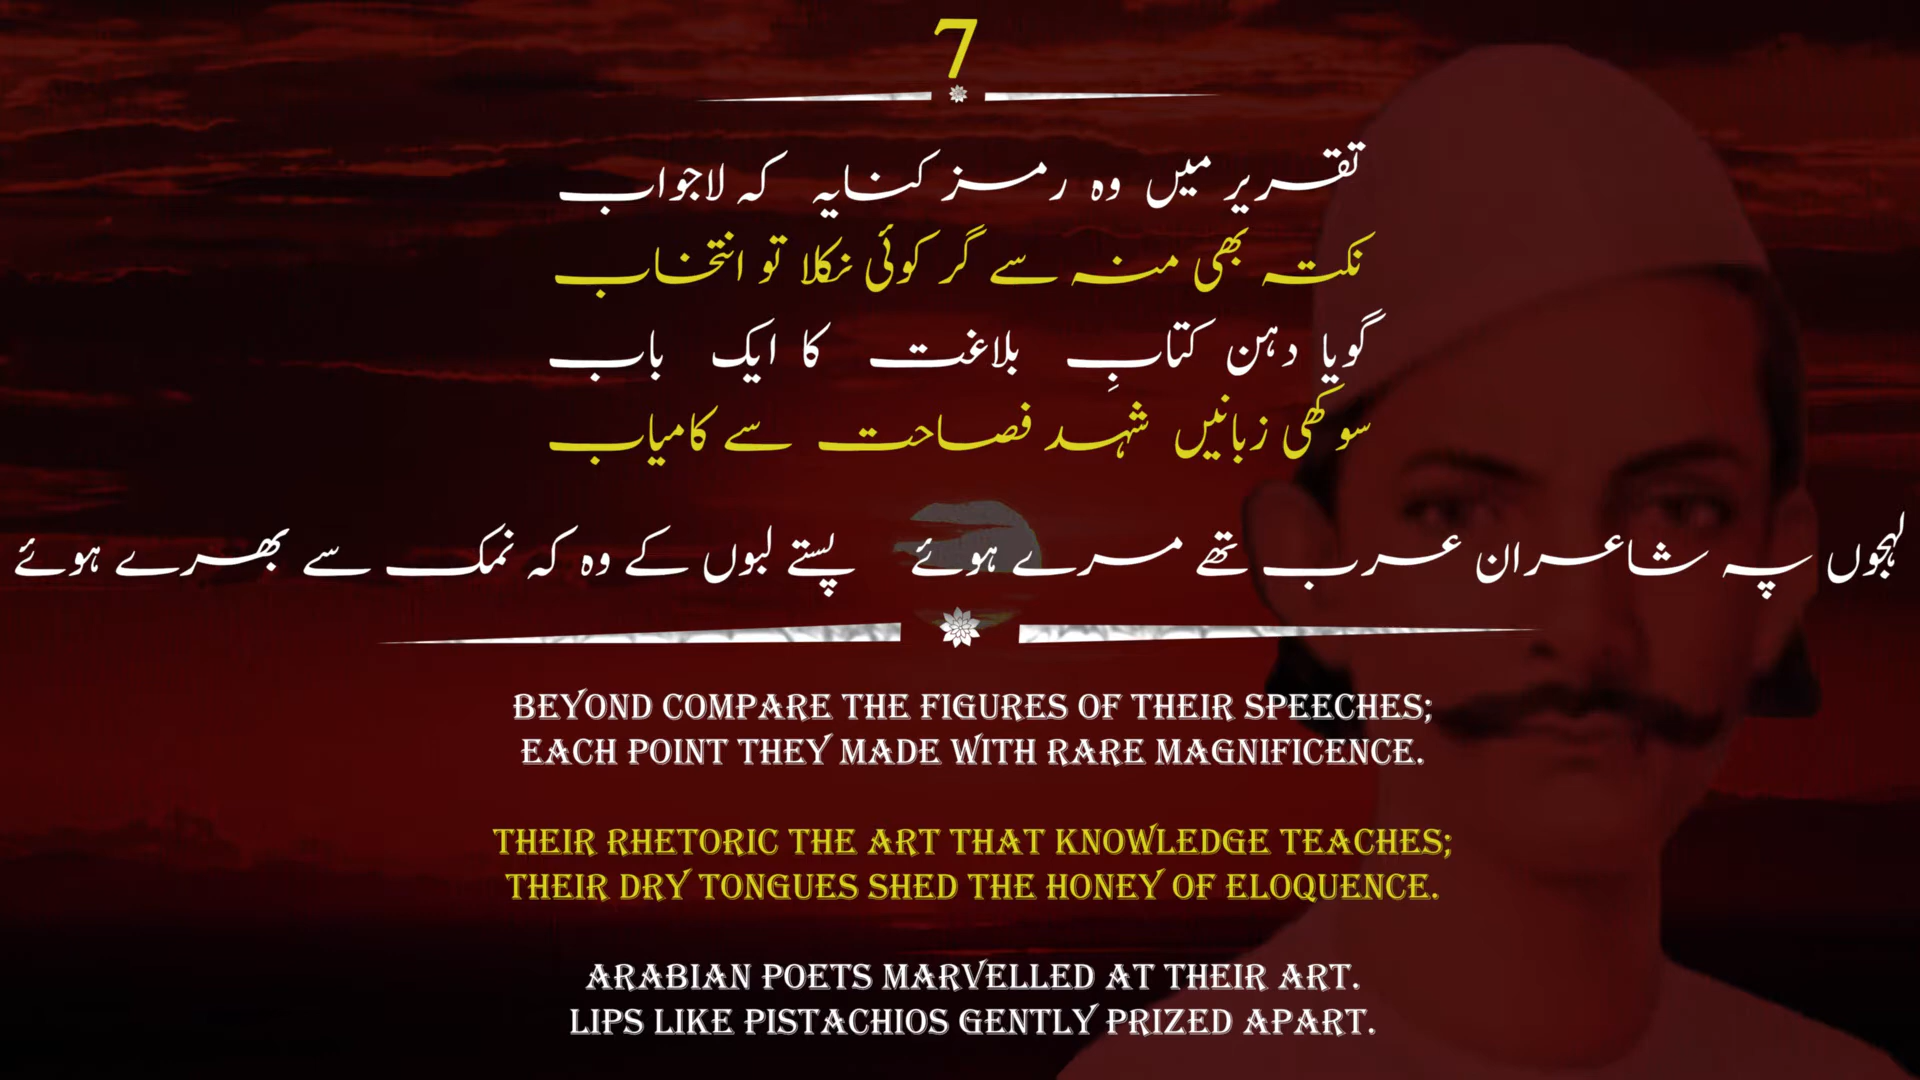 7
تقریر میں وہ رمز کنایہ کہ لاجواب
نکتہ بھی منہ سے گر کوئی نکلا تو انتخاب
گویا دہن کتابِ بلاغت کا ایک باب
سوکھی زبانیں شہد فصاحت سے کامیاب
لہجوں پہ شاعران عرب تھے مرے ہوئے پستے لبوں کے وہ کہ نمک سے بھرے ہوئے
BEYOND COMPARE THE FIGURES OF THEIR SPEECHES;
EACH POINT THEY MADE WITH RARE MAGNIFICENCE.
THEIR RHETORIC THE ART THAT KNOWLEDGE TEACHES;
THEIR DRY TONGUES SHED THE HONEY OF ELOQUENCE.
ARABIAN POETS MARVELLED AT THEIR ART.
LIPS LIKE PISTACHIOS GENTLY PRIZED APART.